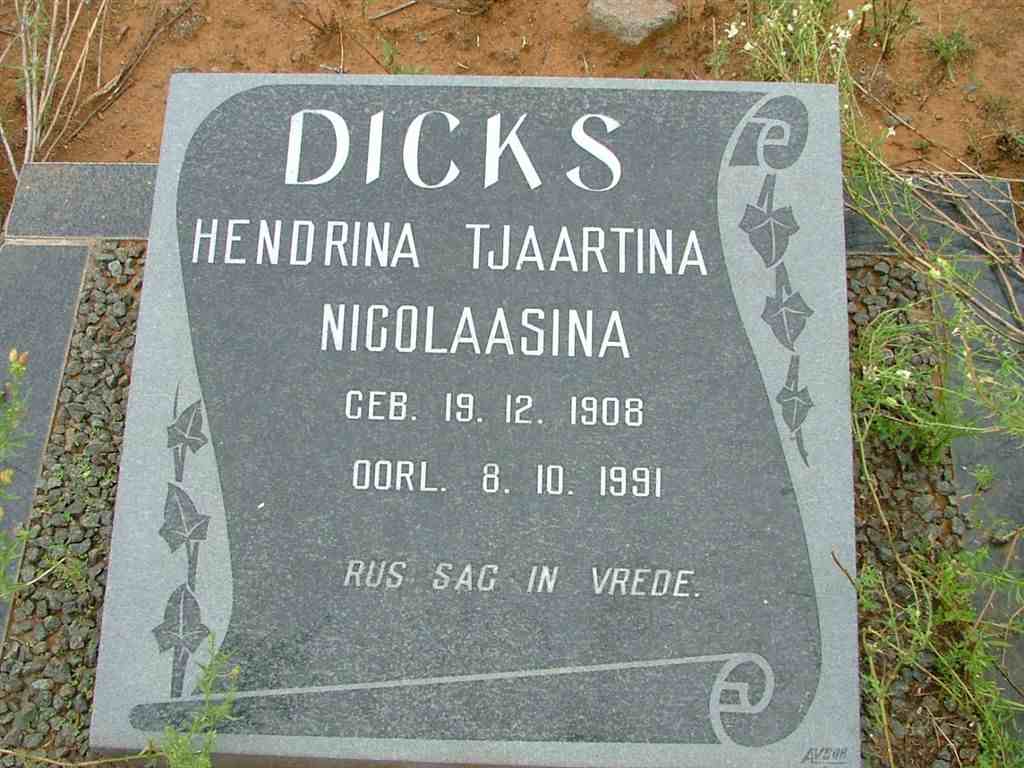 DICKS
HENDRINA TJAARTINA
NICOLAASINA
GEB. 19. 12. 1908
OORL. 8. 10. 1991
RUS SAG IN VREDE.